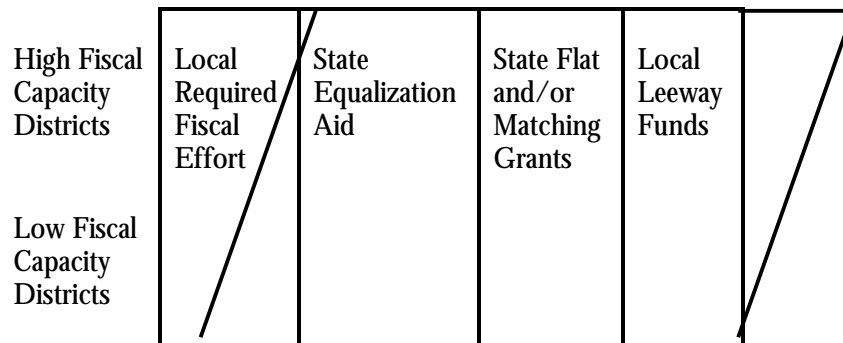 High Fiscal
Capacity
Districts
Local
Required
Fiscal
Effort
State
Equalization
Aid
State Flat
and/or
Matching
Grants
Local
Leeway
Funds
Low Fiscal
Capacity
Districts